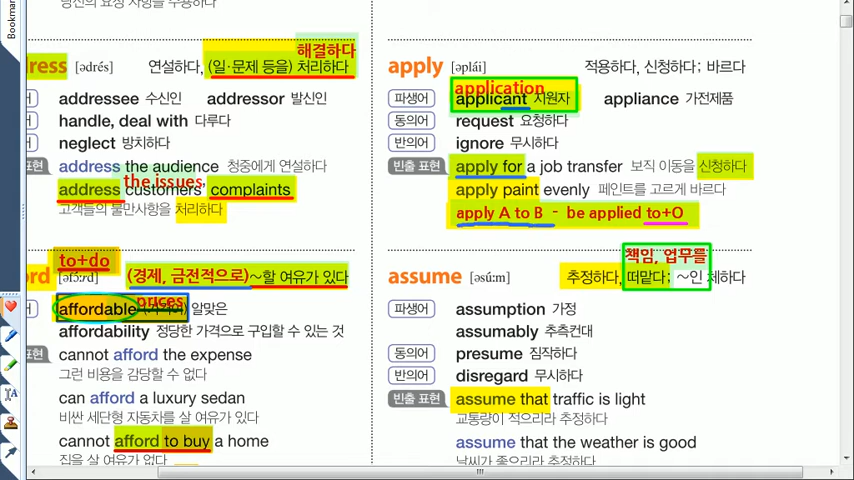 Bookmar
당신의 요청 사항을 수용하다
해결하다
ress [ədrés] 연설하다, (일·문제 등을) 처리하다
어 addressee 수신인 addressor 발신인
어 handle, deal with 다루다
어 neglect 방치하다
표현 address the audience 청중에게 연설하다
the issues,
address customers' complaints
고객들의 불만사항을 처리하다
to+do
ord [əfɔ́:rd] (경제, 금전적으로)~할 여유가 있다
prices
어 affordable 알맞은
affordability 정당한 가격으로 구입할 수 있는 것
표현 cannot afford the expense
그런 비용을 감당할 수 없다
can afford a luxury sedan
비싼 세단형 자동차를 살 여유가 있다
cannot afford to buy a home
집을 살 여유가 없다
apply [əplái] 적용하다, 신청하다; 바르다
application
파생어 applicant 지원자 appliance 가전제품
동의어 request 요청하다
반의어 ignore 무시하다
빈출 표현 apply for a job transfer 보직 이동을 신청하다
apply paint evenly 페인트를 고르게 바르다
apply A to B - be applied to+O
책임, 업무를
assume [əsú:m] 추정하다, 떠맡다; ~인 체하다
파생어 assumption 가정
assumably 추측컨대
동의어 presume 짐작하다
반의어 disregard 무시하다
빈출 표현 assume that traffic is light
교통량이 적으리라 추정하다
assume that the weather is good
날씨가 좋으리라 추정하다